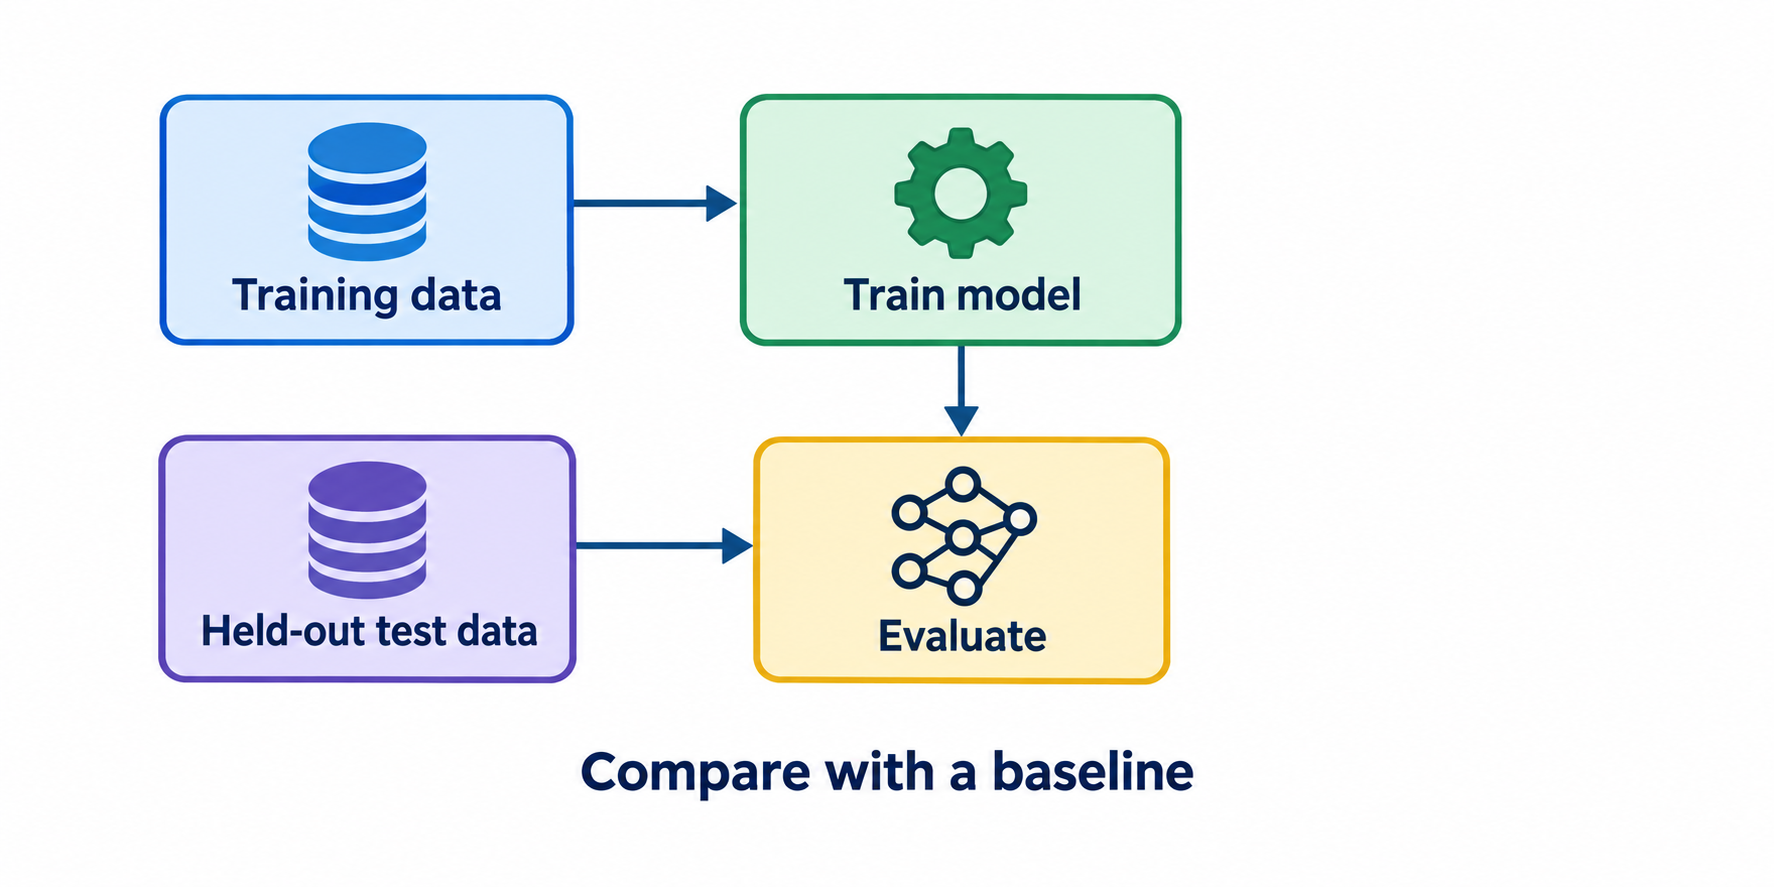 Training data
Train model
Held-out test data
Evaluate
Compare with a baseline